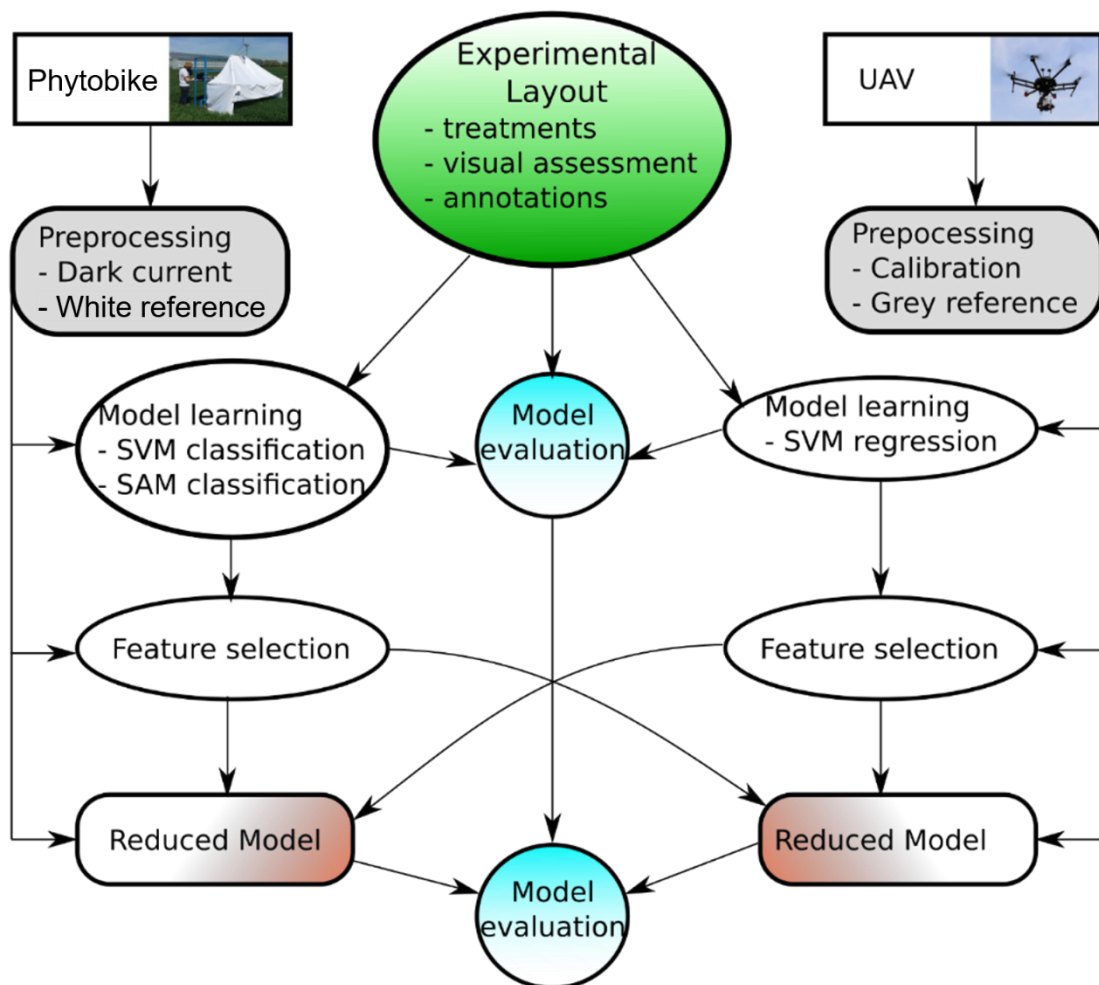 Phytobike
Experimental
Layout
- treatments
- visual assessment
- annotations
UAV
Preprocessing
- Dark current
- White reference
Prepocessing
- Calibration
- Grey reference
Model learning
- SVM classification
- SAM classification
Model
evaluation
Model learning
- SVM regression
Feature selection
Feature selection
Reduced Model
Reduced Model
Model
evaluation